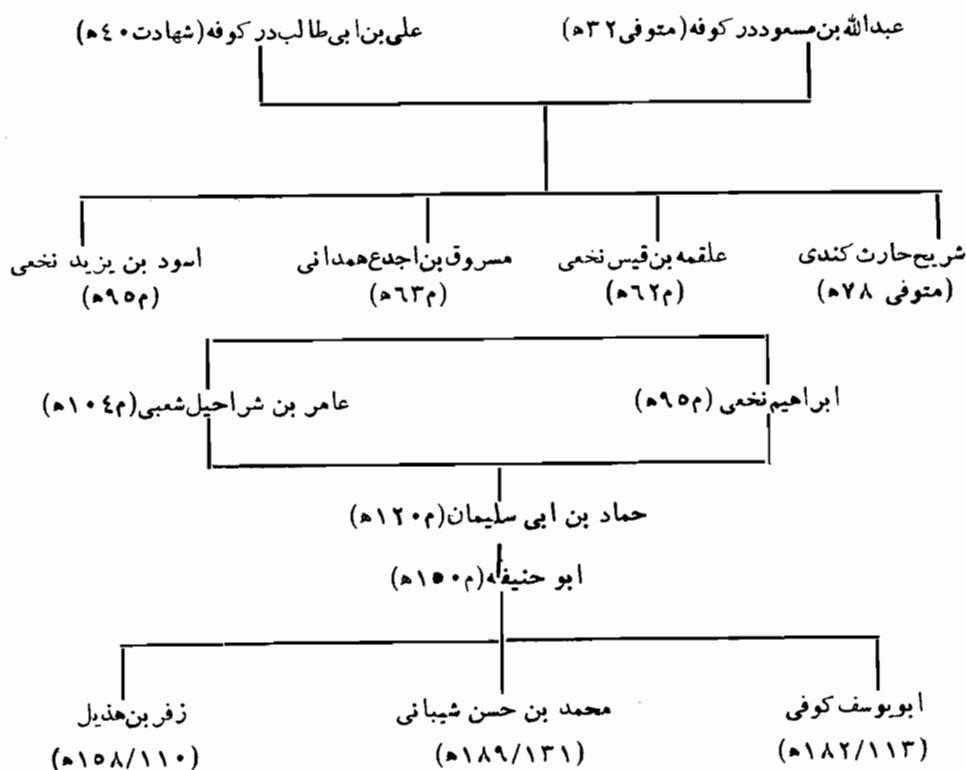 عبدالله بن مسعود در کوفه (متوفی ۳۲ه)
علی بن ابی طالب در کوفه (شهادت ۴۰ه)
شریح حارث کندی
(متوفی ۷۸ه)
علقمه بن قیس نخعی
(م۶۲ه)
مسروق بن اجدع همدانی
(م۶۳ه)
اسود بن یزید نخعی
(م۹۵ه)
ابراهیم نخعی (م۹۵ه)
عامر بن شراحیل شعبی (م۱۰۴ه)
حماد بن ابی سلیمان (م۱۲۰ه)
ابو حنیفه (م۱۵۰ه)
ابویوسف کوفی
(۱۸۲/۱۱۳ه)
محمد بن حسن شیبانی
(۱۸۹/۱۳۱ه)
زفر بن هذیل
(۱۵۸/۱۱۰ه)